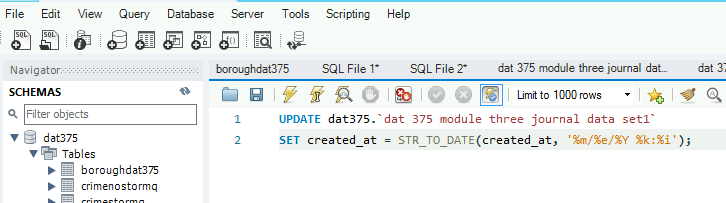 File Edit View Query Database Server Tools Scripting Help
Navigator
SCHEMAS
Filter objects
dat375
Tables
boroughdat375
crimenostormq
crimestormq
boroughdat375 SQL File 1* SQL File 2* dat 375 module three journal dat... dat 37
Limit to 1000 rows
1 UPDATE dat375.`dat 375 module three journal data set1`
2 SET created_at = STR_TO_DATE(created_at, '%m/%e/%Y %k:%i');